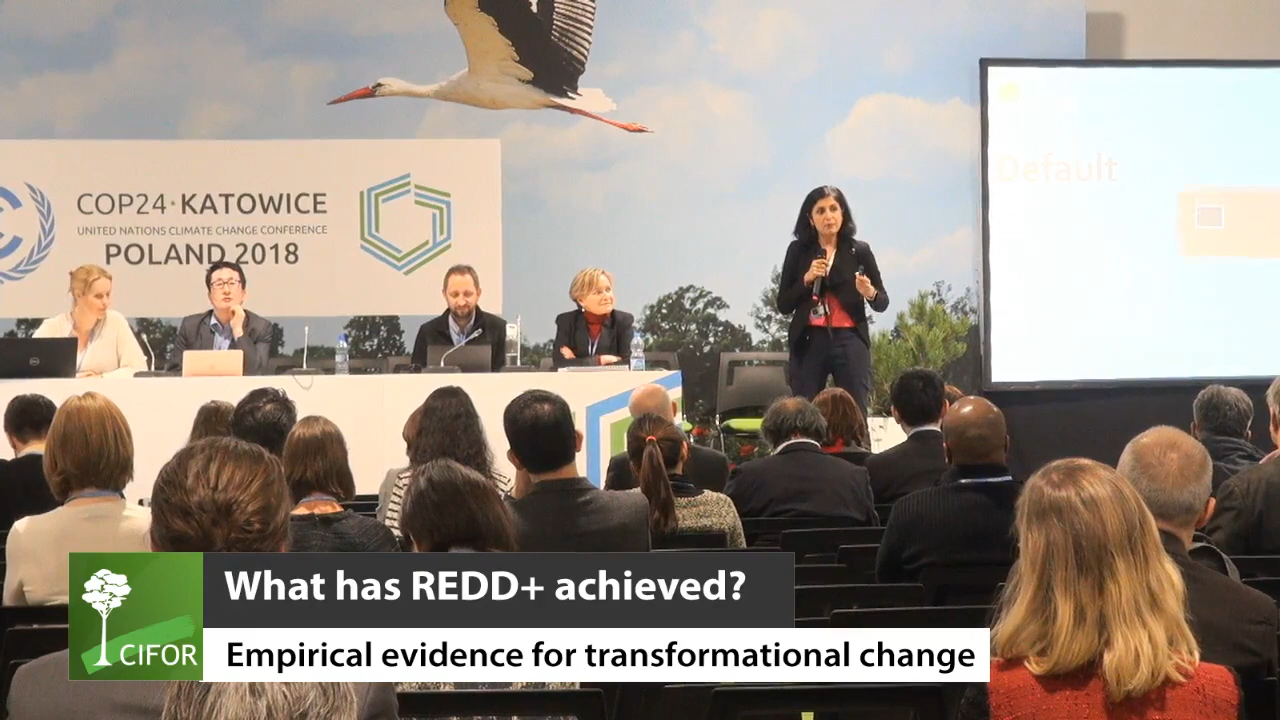 COP24·KATOWICE
UNITED NATIONS CLIMATE CHANGE CONFERENCE
POLAND 2018
Default
DELL
CIFOR
What has REDD+ achieved?
Empirical evidence for transformational change